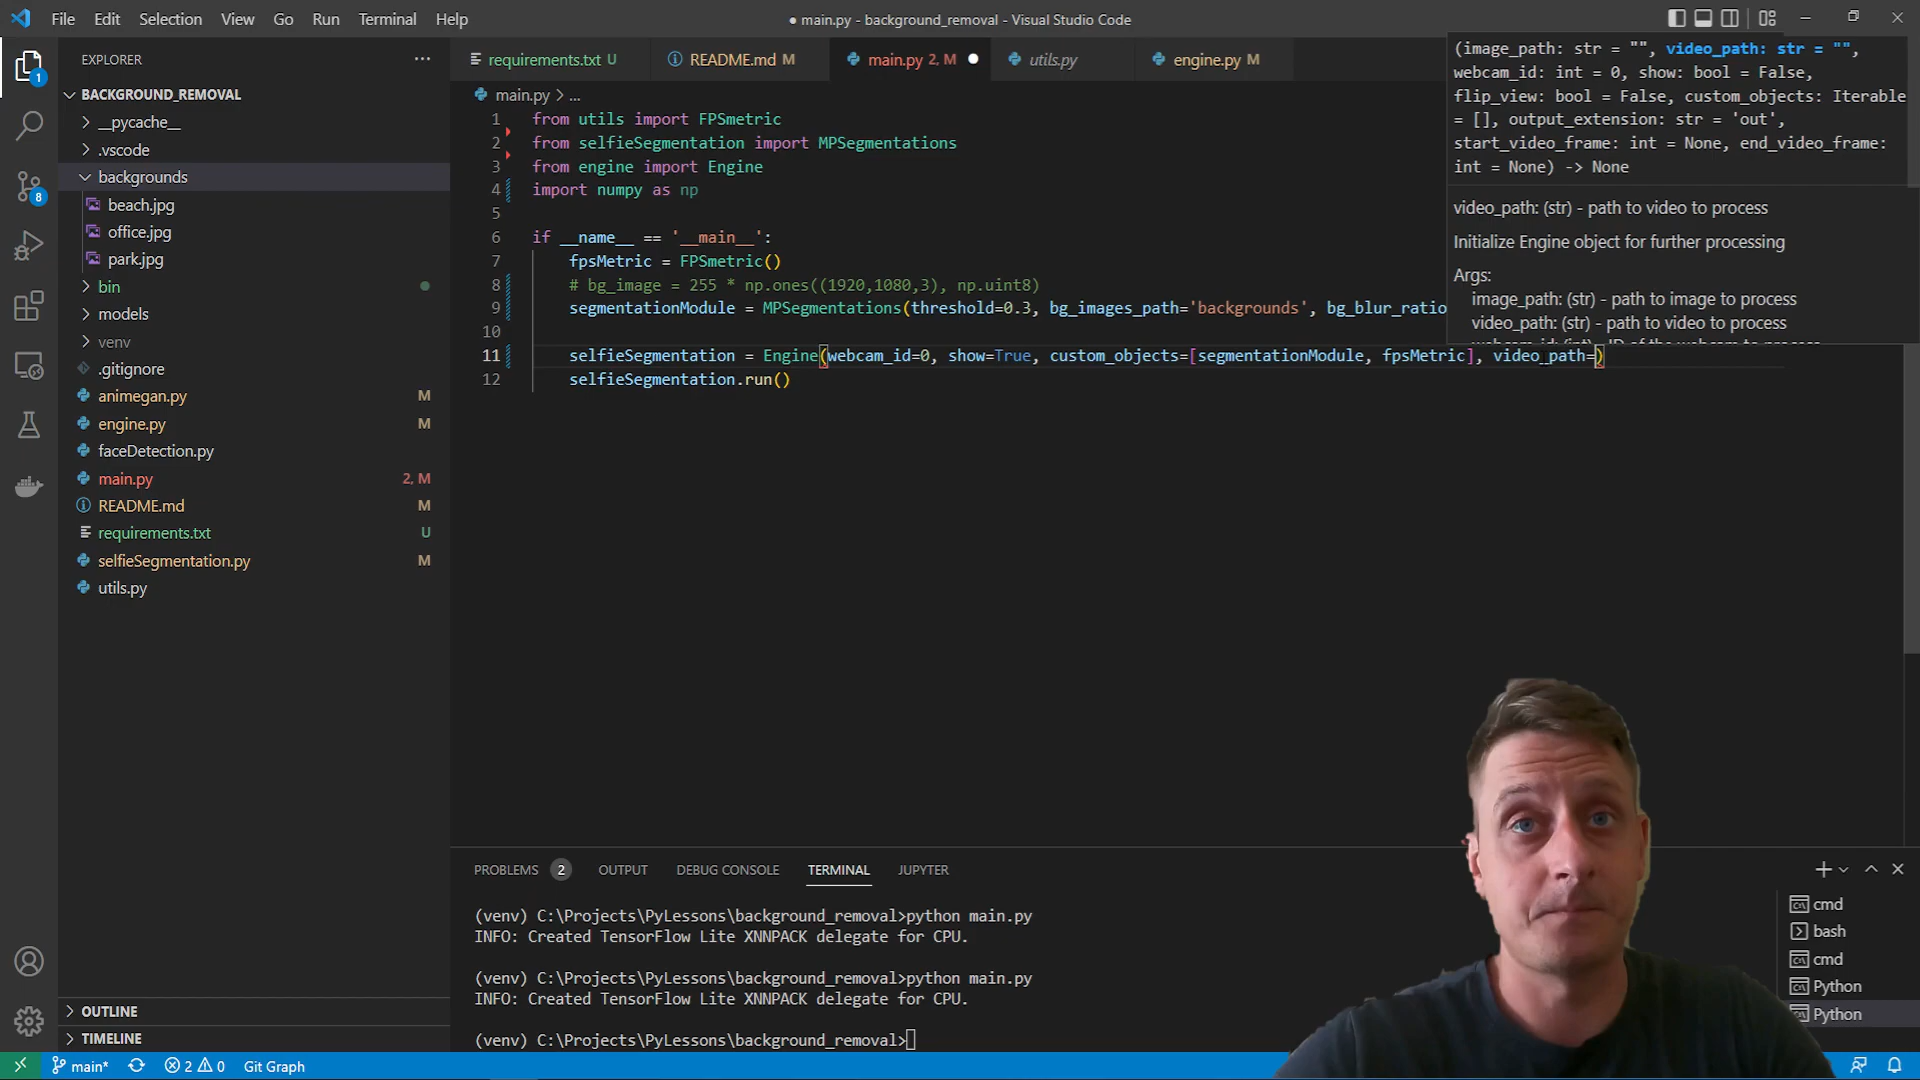 File Edit Selection View Go Run Terminal Help
● main.py - background_removal - Visual Studio Code
EXPLORER
1
8
BACKGROUND_REMOVAL
__pycache__
.vscode
backgrounds
beach.jpg
office.jpg
park.jpg
bin
models
venv
.gitignore
animegan.py M
engine.py M
faceDetection.py
main.py 2, M
README.md M
requirements.txt U
selfieSegmentation.py M
utils.py
OUTLINE
TIMELINE
requirements.txt U
README.md M
main.py 2, M
utils.py
engine.py M
main.py > ...
1 from utils import FPSmetric
2 from selfieSegmentation import MPSegmentations
3 from engine import Engine
4 import numpy as np
5
6 if __name__ == '__main__':
7 fpsMetric = FPSmetric()
8 # bg_image = 255 * np.ones((1920,1080,3), np.uint8)
9 segmentationModule = MPSegmentations(threshold=0.3, bg_images_path='backgrounds', bg_blur_ratio
10
11 selfieSegmentation = Engine(webcam_id=0, show=True, custom_objects=[segmentationModule, fpsMetric], video_path=)
12 selfieSegmentation.run()
(image_path: str = "", video_path: str = "",
webcam_id: int = 0, show: bool = False,
flip_view: bool = False, custom_objects: Iterable
= [], output_extension: str = 'out',
start_video_frame: int = None, end_video_frame:
int = None) -> None
video_path: (str) - path to video to process
Initialize Engine object for further processing
Args:
image_path: (str) - path to image to process
video_path: (str) - path to video to process
PROBLEMS 2 OUTPUT DEBUG CONSOLE TERMINAL JUPYTER
(venv) C:\Projects\PyLessons\background_removal>python main.py
INFO: Created TensorFlow Lite XNNPACK delegate for CPU.
(venv) C:\Projects\PyLessons\background_removal>python main.py
INFO: Created TensorFlow Lite XNNPACK delegate for CPU.
(venv) C:\Projects\PyLessons\background_removal>
cmd
bash
cmd
Python
Python
main* 2 0 Git Graph